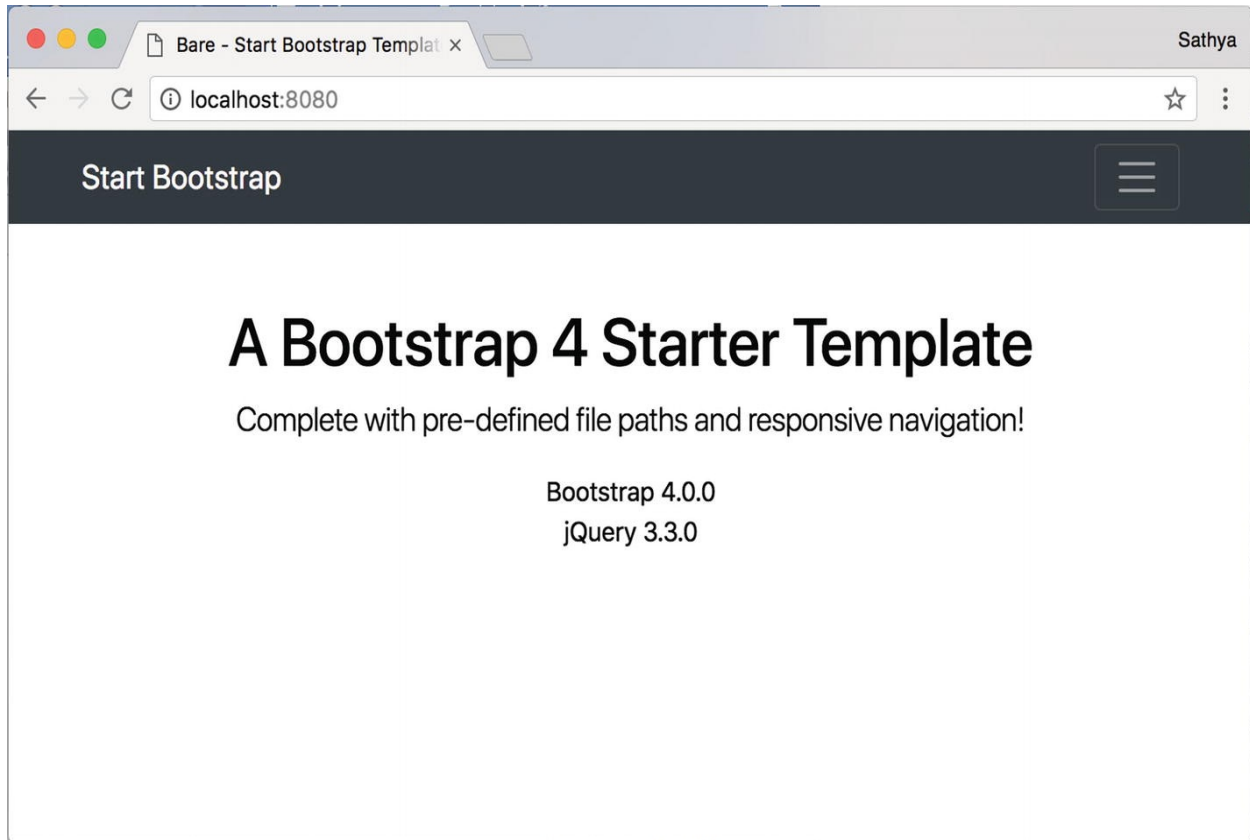 Bare - Start Bootstrap Templat
Sathya
localhost:8080
Start Bootstrap
A Bootstrap 4 Starter Template
Complete with pre-defined file paths and responsive navigation!
Bootstrap 4.0.0
jQuery 3.3.0